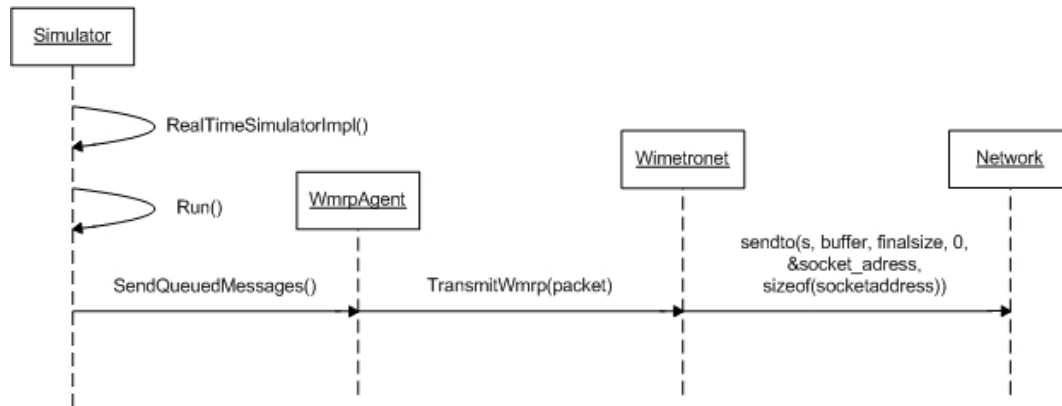 Simulator
RealTimeSimulatorImpl()
Wimetronet
Network
Run()
WmrpAgent
sendto(s, buffer, finalsize, 0,
&socket_adress,
sizeof(socketaddress))
SendQueuedMessages()
TransmitWmrp(packet)